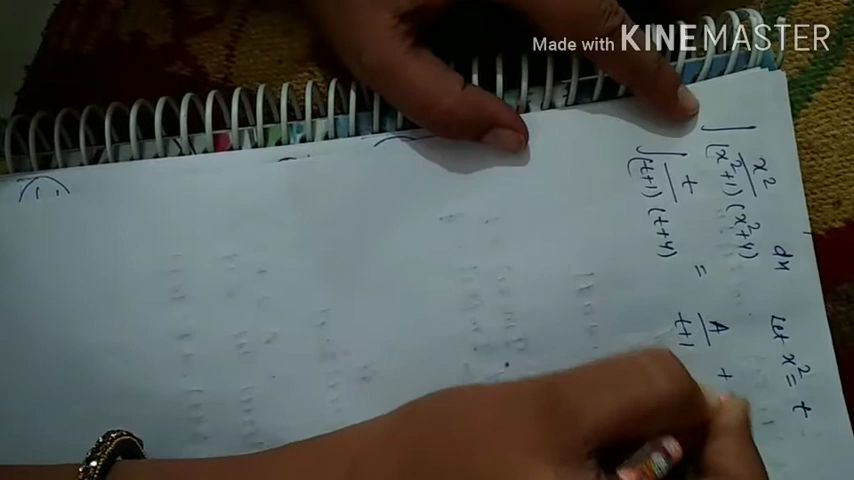 Made with KINEMASTER
∫ x²/((x²+1)(x²+4)) dx Let x² = t
∫ t/((t+1)(t+4)) = A/(t+1) +